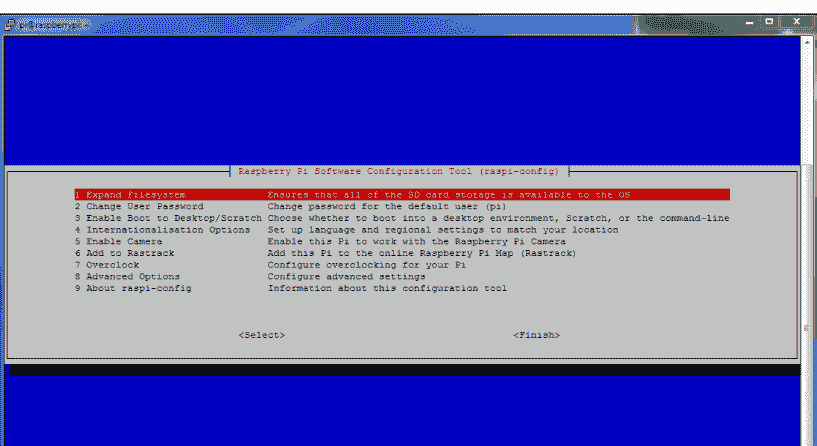 Raspberry Pi Software Configuration Tool (raspi-config)
1 Expand Filesystem Ensures that all of the SD card storage is available to the OS
2 Change User Password Change password for the default user (pi)
3 Enable Boot to Desktop/Scratch Choose whether to boot into a desktop environment, Scratch, or the command-line
4 Internationalisation Options Set up language and regional settings to match your location
5 Enable Camera Enable this Pi to work with the Raspberry Pi Camera
6 Add to Rastrack Add this Pi to the online Raspberry Pi Map (Rastrack)
7 Overclock Configure overclocking for your Pi
8 Advanced Options Configure advanced settings
9 About raspi-config Information about this configuration tool
<Select> <Finish>